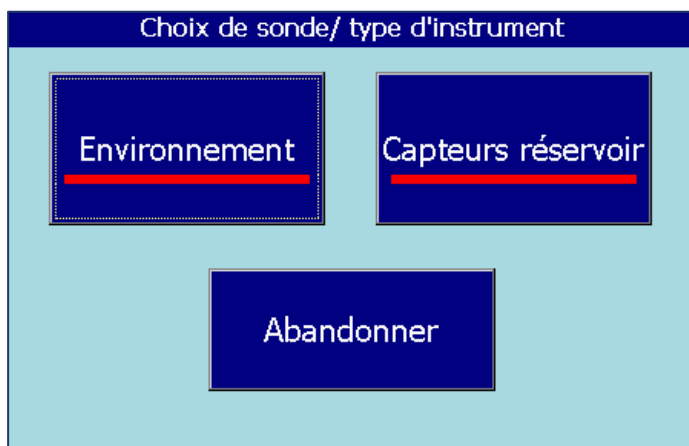 Choix de sonde/ type d'instrument
Environnement
Capteurs réservoir
Abandonner